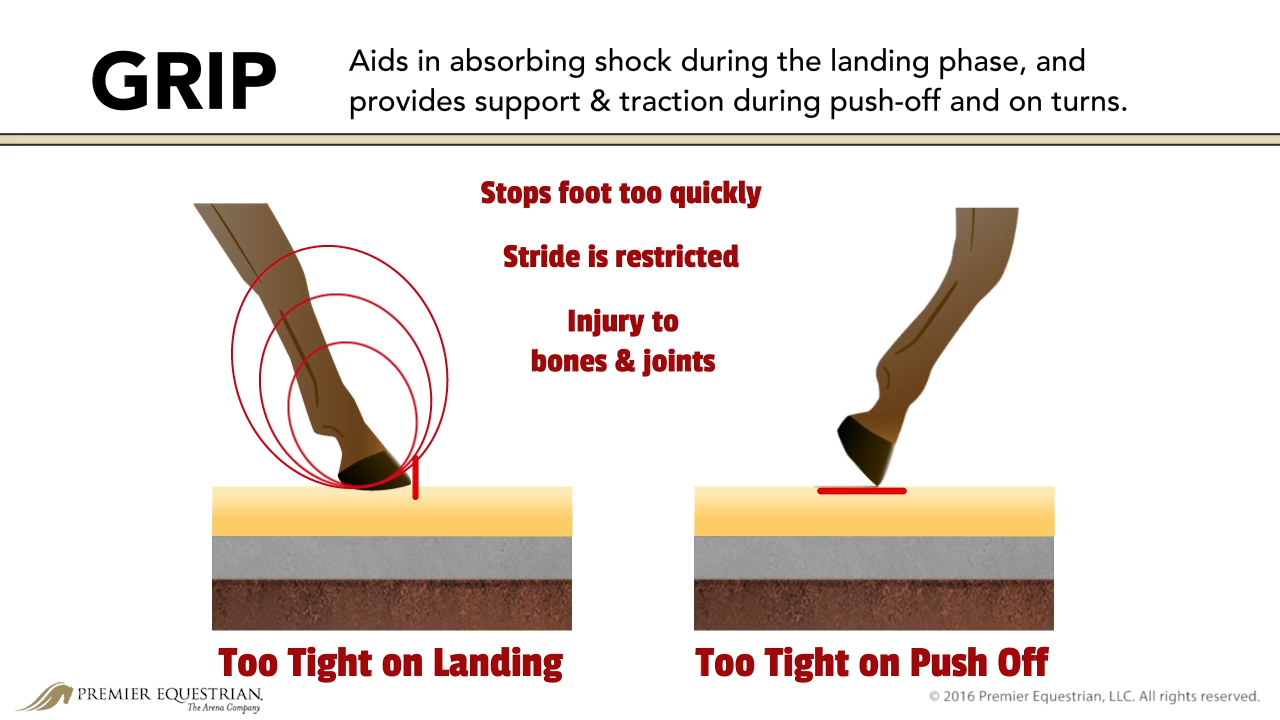 GRIP
Aids in absorbing shock during the landing phase, and
provides support & traction during push-off and on turns.
Stops foot too quickly
Stride is restricted
Injury to
bones & joints
Too Tight on Landing
Too Tight on Push Off
PREMIER EQUESTRIAN.
The Arena Company
© 2016 Premier Equestrian, LLC. All rights reserved.